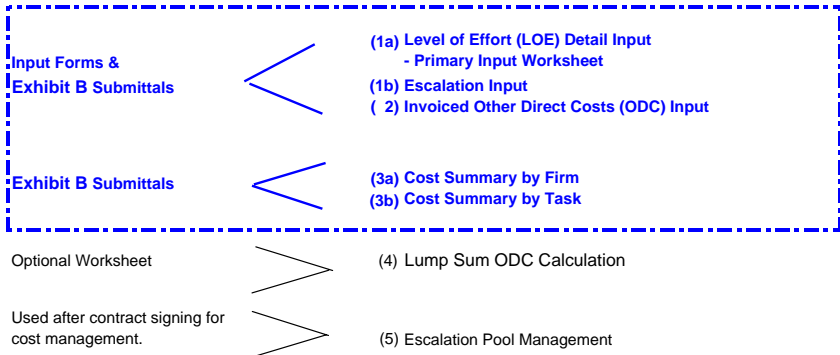 (1a) Level of Effort (LOE) Detail Input
- Primary Input Worksheet
Input Forms &
Exhibit B Submittals
(1b) Escalation Input
( 2) Invoiced Other Direct Costs (ODC) Input
Exhibit B Submittals
(3a) Cost Summary by Firm
(3b) Cost Summary by Task
Optional Worksheet
(4) Lump Sum ODC Calculation
Used after contract signing for
cost management.
(5) Escalation Pool Management